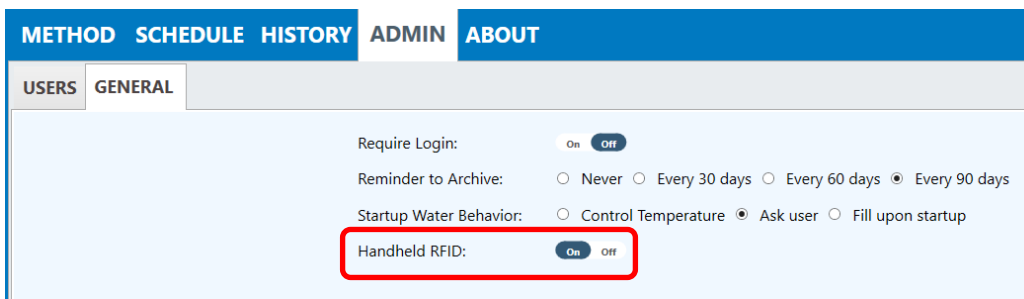 METHOD SCHEDULE HISTORY ADMIN ABOUT
USERS GENERAL
Require Login: On Off
Reminder to Archive: Never Every 30 days Every 60 days Every 90 days
Startup Water Behavior: Control Temperature Ask user Fill upon startup
Handheld RFID: On Off